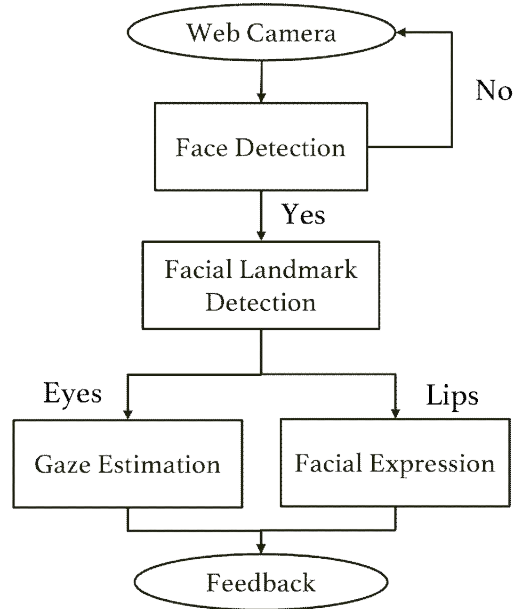 Web Camera
No
Face Detection
Yes
Facial Landmark
Detection
Eyes
Lips
Gaze Estimation
Facial Expression
Feedback